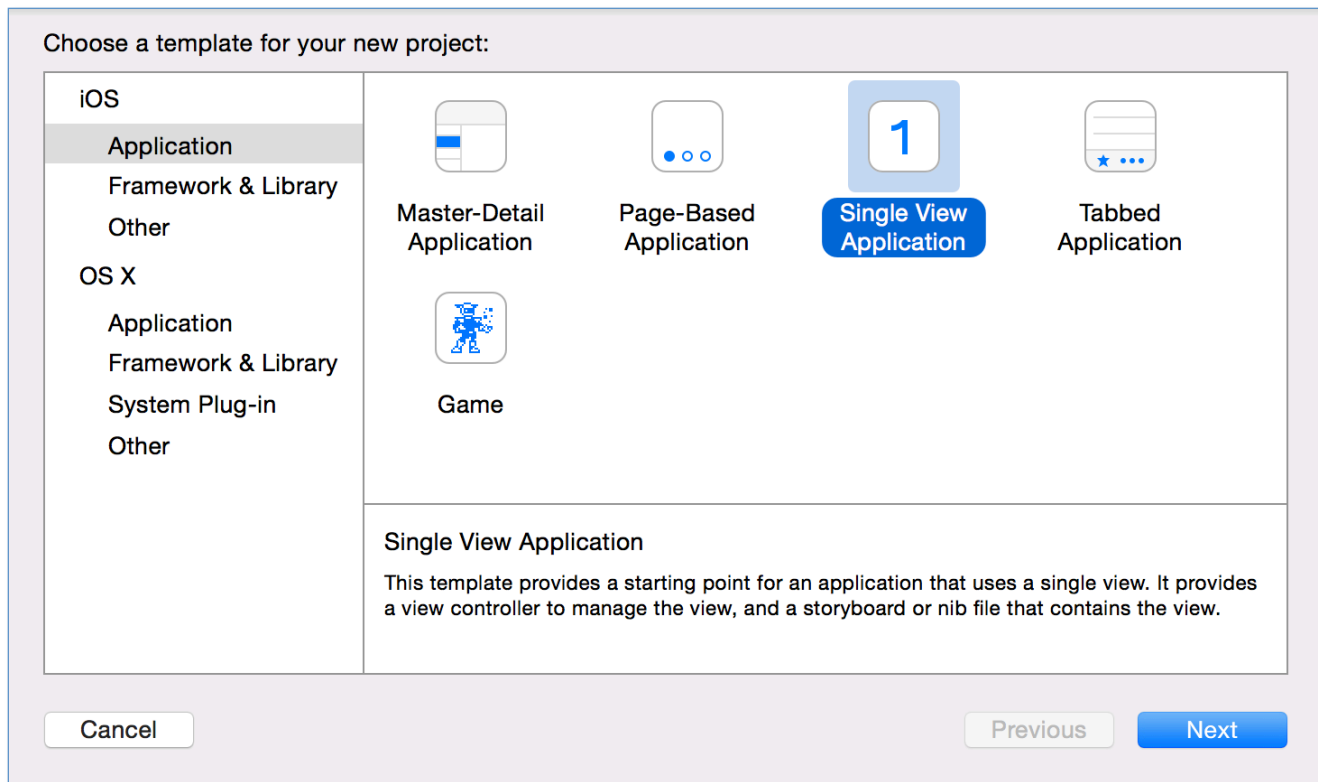 Choose a template for your new project:
iOS
Application
Framework & Library
Other
OS X
Application
Framework & Library
System Plug-in
Other
Master-Detail
Application
Page-Based
Application
1
Single View
Application
Tabbed
Application
Game
Single View Application
This template provides a starting point for an application that uses a single view. It provides
a view controller to manage the view, and a storyboard or nib file that contains the view.
Cancel
Previous
Next